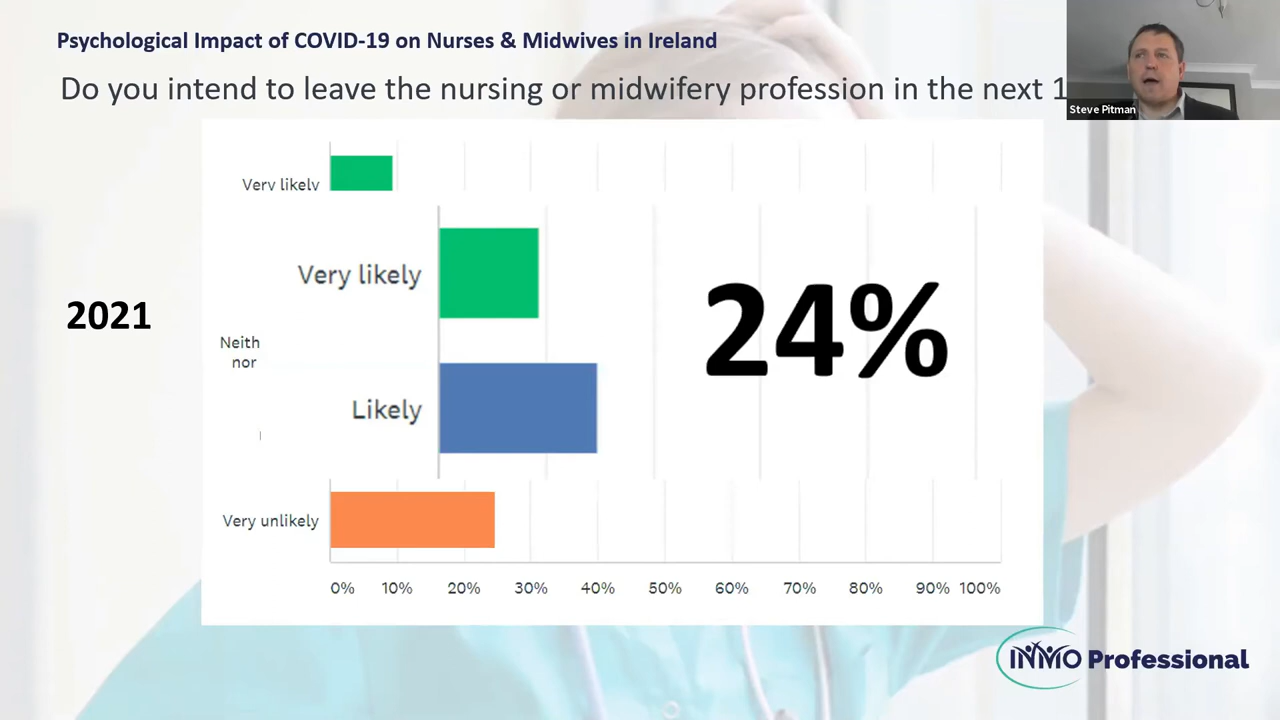 Psychological Impact of COVID-19 on Nurses & Midwives in Ireland
Do you intend to leave the nursing or midwifery profession in the next 1
Steve Pitman
Very likely
Very likely
24%
2021
Neith
nor
Likely
Very unlikely
0% 10% 20% 30% 40% 50% 60% 70% 80% 90% 100%
INMO Professional